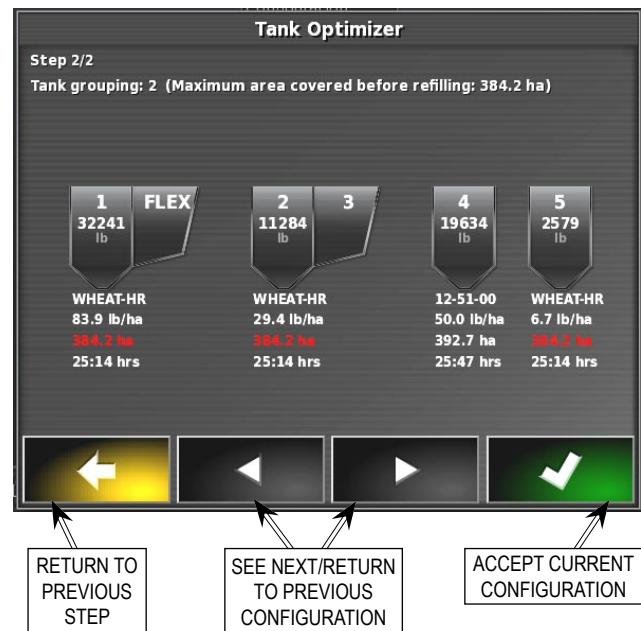 Tank Optimizer
Step 2/2
Tank grouping: 2 (Maximum area covered before refilling: 384.2 ha)
1 FLEX 2 3 4 5
32241 11284 19634 2579
lb lb lb lb
WHEAT-HR WHEAT-HR 12-51-00 WHEAT-HR
83.9 lb/ha 29.4 lb/ha 50.0 lb/ha 6.7 lb/ha
384.2 ha 384.2 ha 392.7 ha 384.2 ha
25:14 hrs 25:14 hrs 25:47 hrs 25:14 hrs
RETURN TO
PREVIOUS
STEP
SEE NEXT/RETURN
TO PREVIOUS
CONFIGURATION
ACCEPT CURRENT
CONFIGURATION